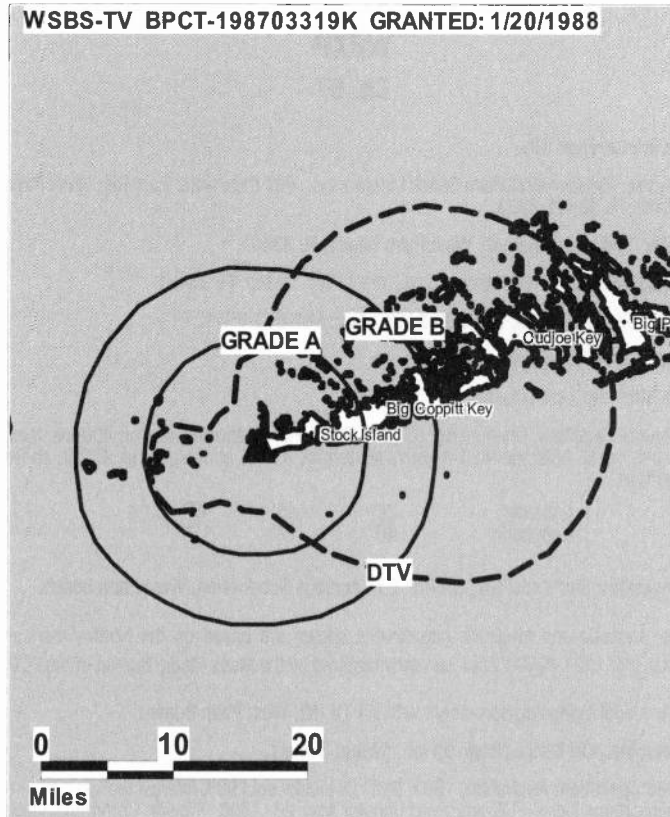 WSBS-TV BPCT-198703319K GRANTED: 1/20/1988
GRADE A
GRADE B
Big P
Cudjoe Key
Big Coppitt Key
Stock Island
DTV
0 10 20
Miles